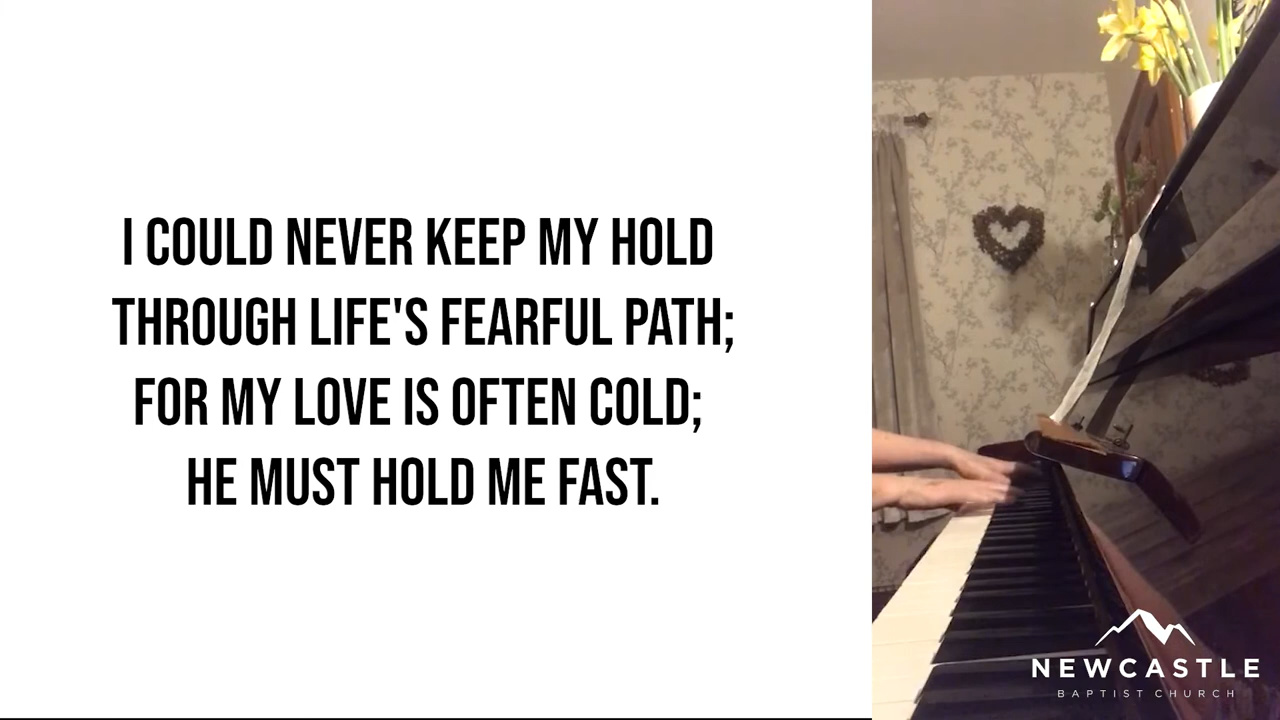 I COULD NEVER KEEP MY HOLD
THROUGH LIFE'S FEARFUL PATH;
FOR MY LOVE IS OFTEN COLD;
HE MUST HOLD ME FAST.
NEWCASTLE
BAPTIST CHURCH